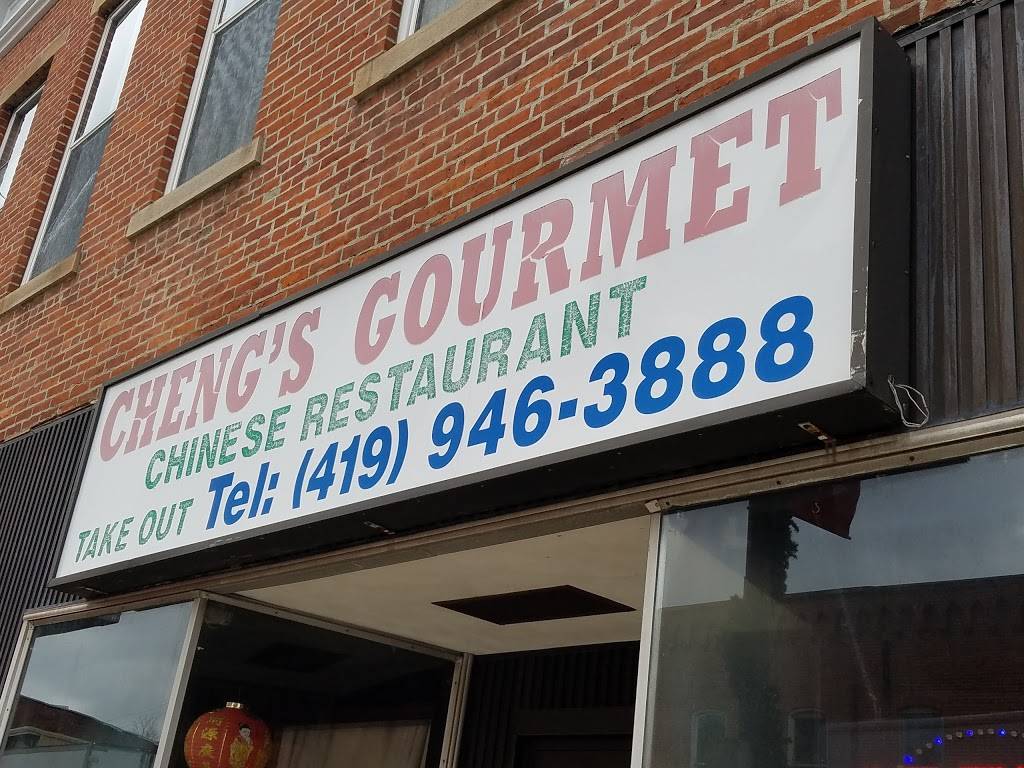 CHENG'S GOURMET
CHINESE RESTAURANT
TAKE OUT Tel: (419) 946-3888